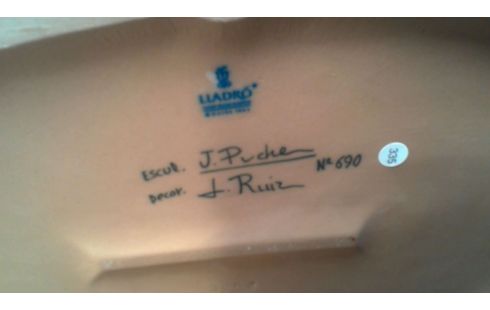 LLADRÓ
Escul. J. Puche Nº 690
Decor. J. Ruiz
335